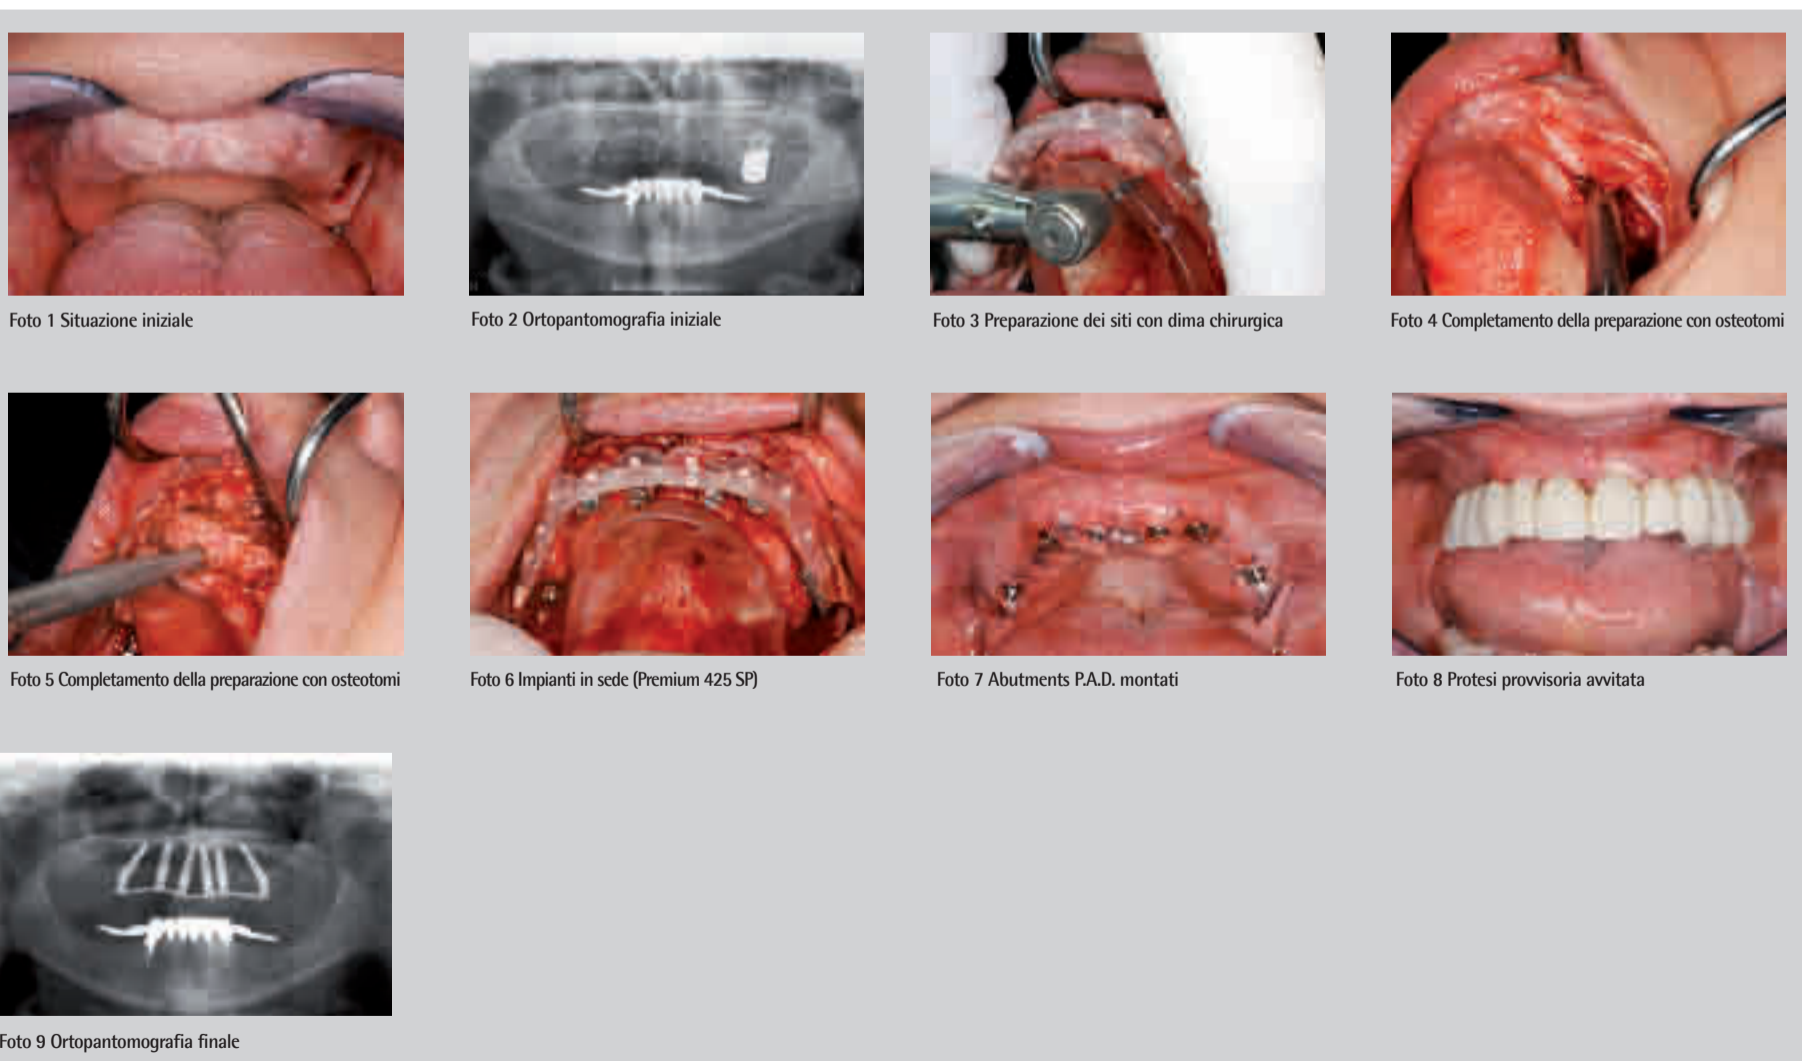 Foto 1 Situazione iniziale
Foto 2 Ortopantomografia iniziale
Foto 3 Preparazione dei siti con dima chirurgica
Foto 4 Completamento della preparazione con osteotomi
Foto 5 Completamento della preparazione con osteotomi
Foto 6 Impianti in sede (Premium 425 SP)
Foto 7 Abutments P.A.D. montati
Foto 8 Protesi provvisoria avvitata
Foto 9 Ortopantomografia finale